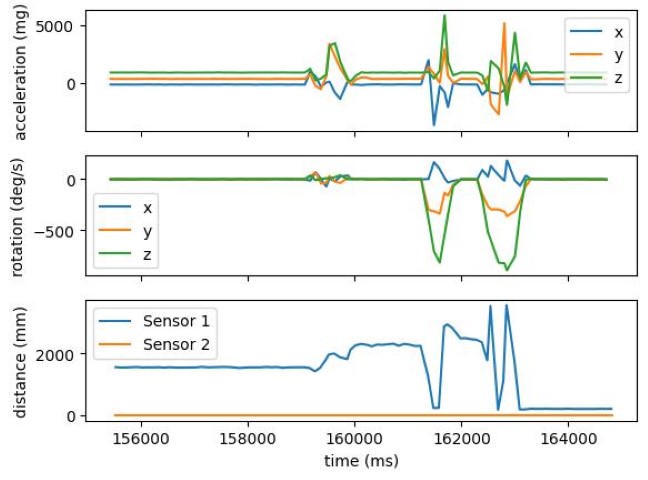 acceleration (mg)
5000
0
x
y
z
rotation (deg/s)
0
−500
x
y
z
distance (mm)
2000
0
Sensor 1
Sensor 2
156000 158000 160000 162000 164000
time (ms)